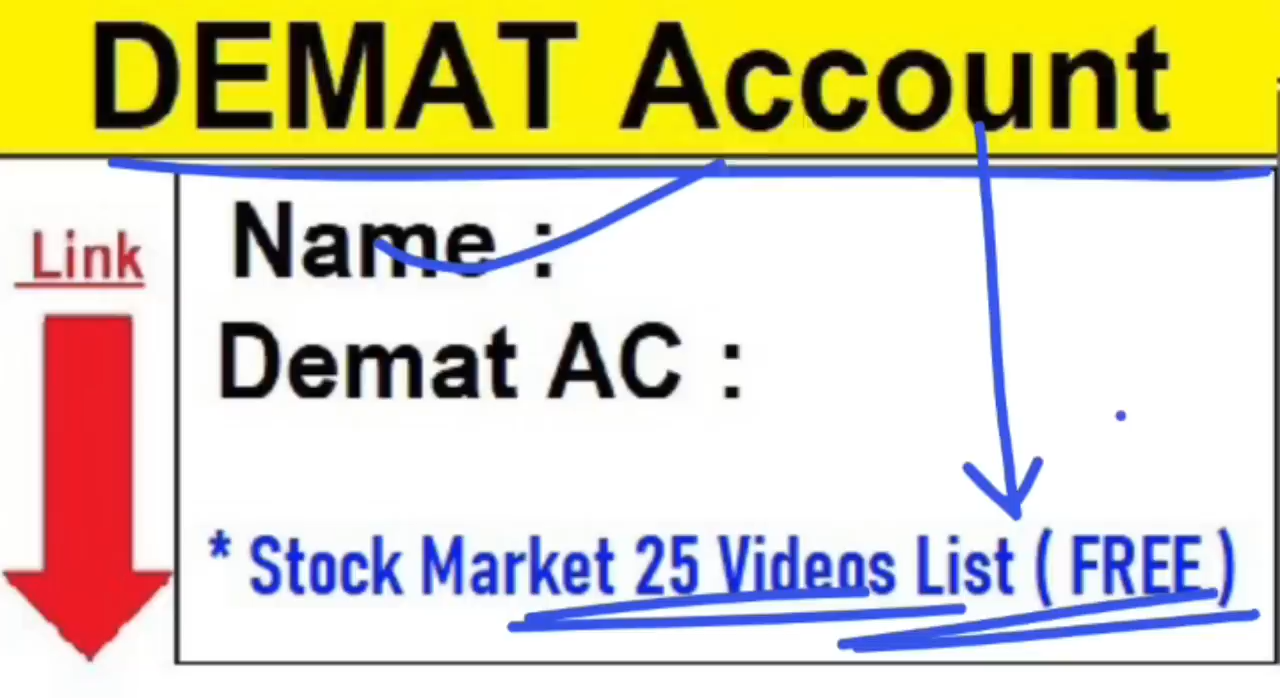 DEMAT Account
Link
Name :
Demat AC :
* Stock Market 25 Videos List ( FREE )